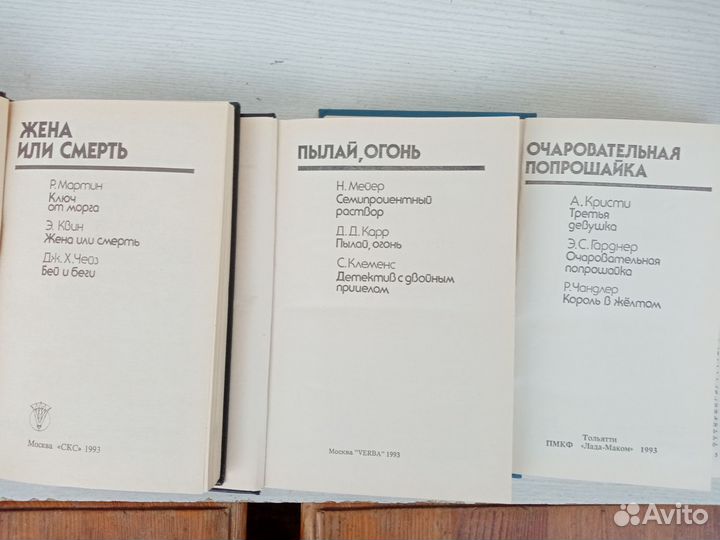 ЖЕНА
ИЛИ СМЕРТЬ
Р. Мартин
Ключ
от морга
Э. Квин
Жена или смерть
Дж. Х. Чейз
Бей и беги
Москва «СКС» 1993
ПЫЛАЙ, ОГОНЬ
Н. Мейер
Семипроцентный
раствор
Д. Д. Карр
Пылай, огонь
С. Клеменс
Детектив с двойным
прицелом
Москва "VERBA" 1993
ОЧАРОВАТЕЛЬНАЯ
ПОПРОШАЙКА
А. Кристи
Третья
девушка
Э. С. Гарднер
Очаровательная
попрошайка
Р. Чандлер
Король в жёлтом
Тольятти
ПМКФ «Лада-Маком» 1993
Avito